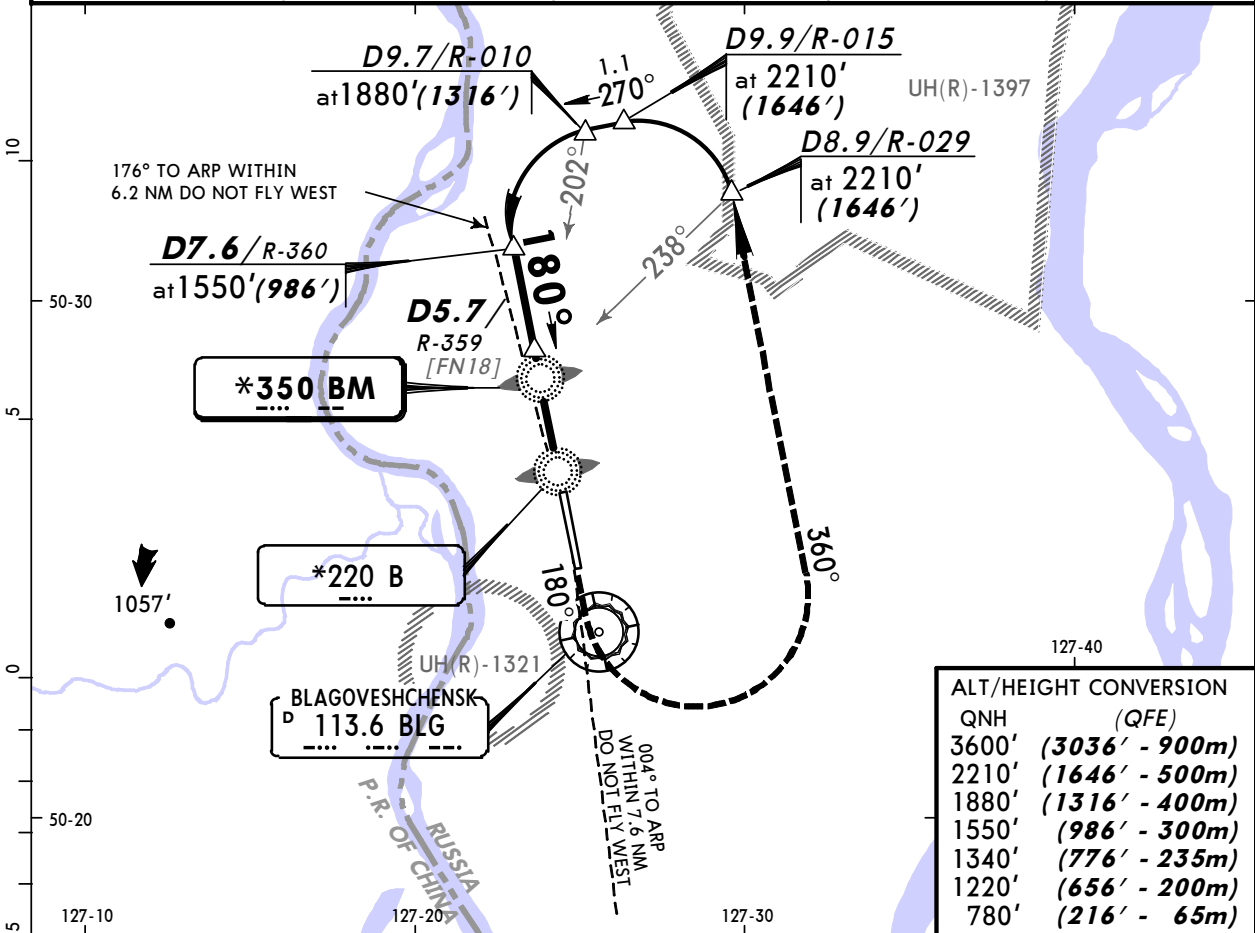 D9.7/R-010
at 1880' (1316')
1.1
270°
D9.9/R-015
at 2210'
(1646')
UH(R)-1397
D8.9/R-029
at 2210'
(1646')
10
176° TO ARP WITHIN
6.2 NM DO NOT FLY WEST
202°
238°
D7.6/R-360
at 1550' (986')
180°
50-30
D5.7
R-359
[FN18]
*350 BM
5
*220 B
180°
360°
1057'
UH(R)-1321
0
BLAGOVESHCHENSK
D 113.6 BLG
004° TO ARP
WITHIN 7.6 NM
DO NOT FLY WEST
127-40
P.R. OF CHINA
RUSSIA
50-20
5
127-10
127-20
127-30
ALT/HEIGHT CONVERSION
QNH (QFE)
3600' (3036' - 900m)
2210' (1646' - 500m)
1880' (1316' - 400m)
1550' (986' - 300m)
1340' (776' - 235m)
1220' (656' - 200m)
780' (216' - 65m)